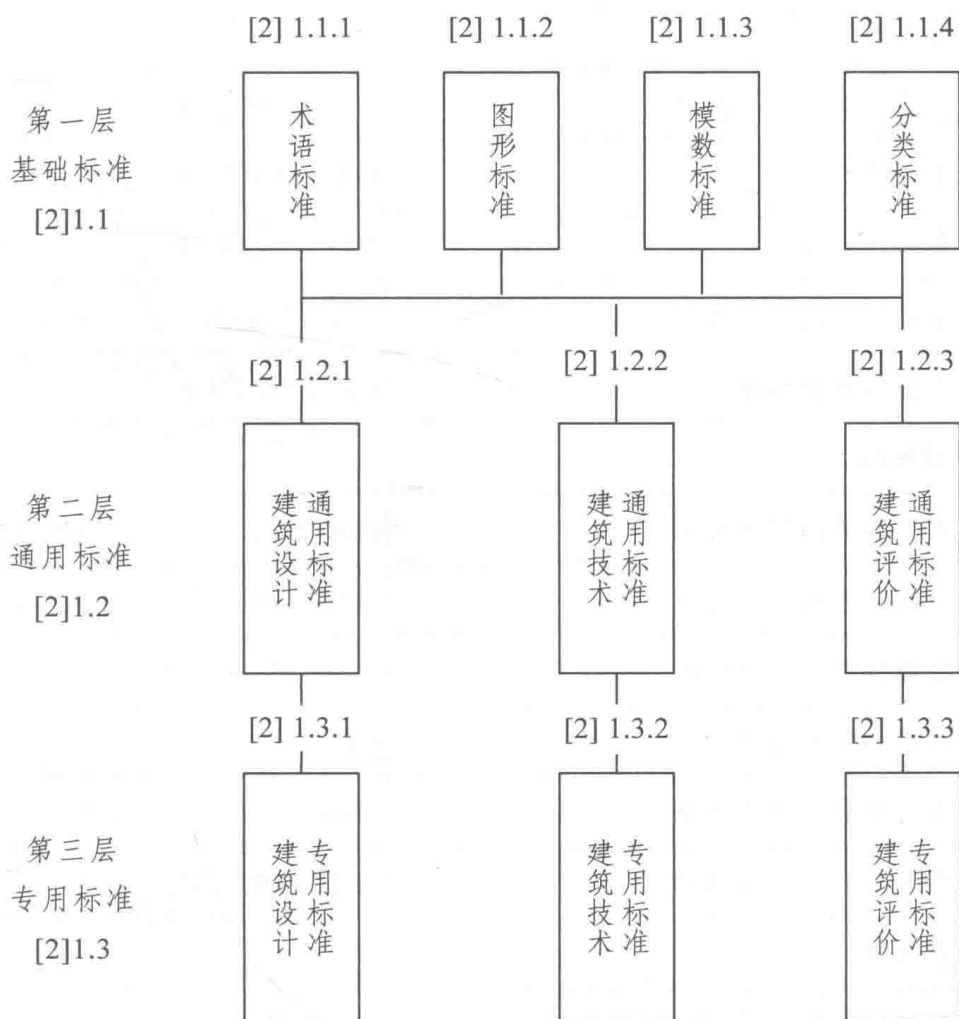 [2] 1.1.1
[2] 1.1.2
[2] 1.1.3
[2] 1.1.4
第一层
基础标准
[2]1.1
术语标准
图形标准
模数标准
分类标准
[2] 1.2.1
[2] 1.2.2
[2] 1.2.3
第二层
通用标准
[2]1.2
建筑设计
通用标准
建筑技术
通用标准
建筑评价
通用标准
[2] 1.3.1
[2] 1.3.2
[2] 1.3.3
第三层
专用标准
[2]1.3
建筑设计
专用标准
建筑技术
专用标准
建筑评价
专用标准